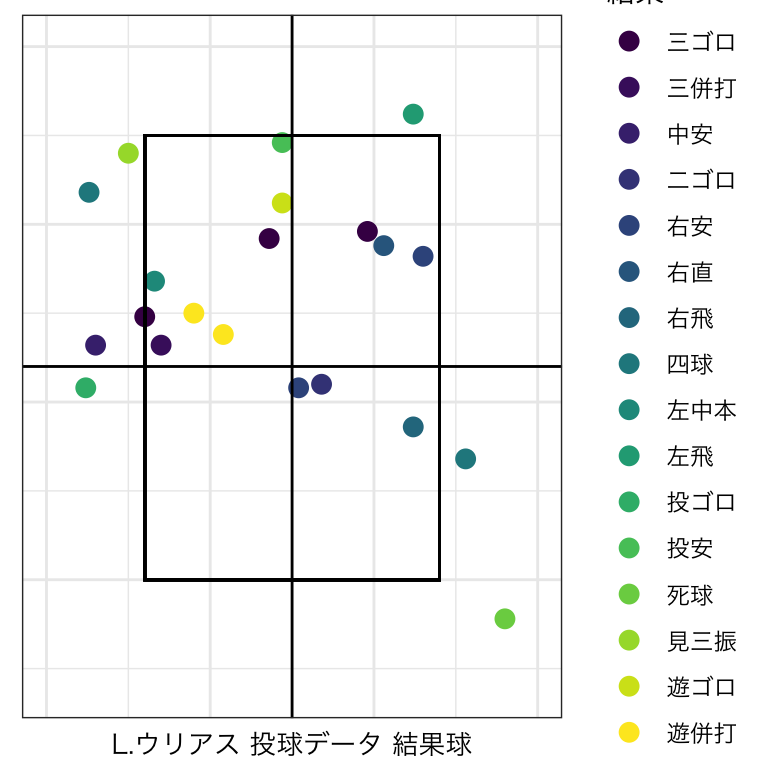 結果
三ゴロ
三併打
中安
二ゴロ
右安
右直
右飛
四球
左中本
左飛
投ゴロ
投安
死球
見三振
遊ゴロ
遊併打
L.ウリアス 投球データ 結果球